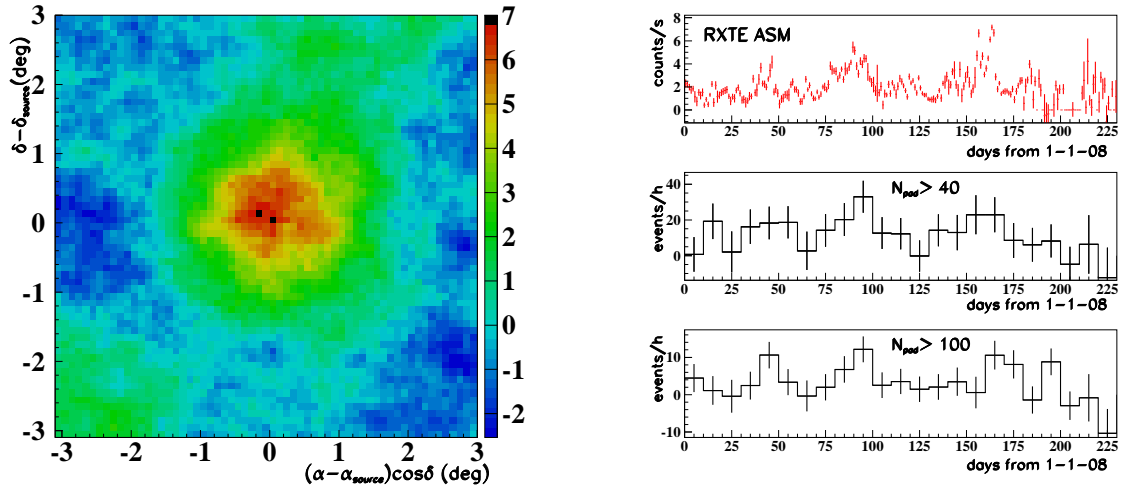 3
2
1
0
-1
-2
-3
δ-δsource(deg)
-3 -2 -1 0 1 2 3
(α-αsource)cosδ (deg)
7
6
5
4
3
2
1
0
-1
-2
counts/s
8
6
4
2
0
RXTE ASM
0 25 50 75 100 125 150 175 200 225
days from 1-1-08
events/h
40
20
0
Npad> 40
0 25 50 75 100 125 150 175 200 225
days from 1-1-08
events/h
10
0
-10
Npad> 100
0 25 50 75 100 125 150 175 200 225
days from 1-1-08